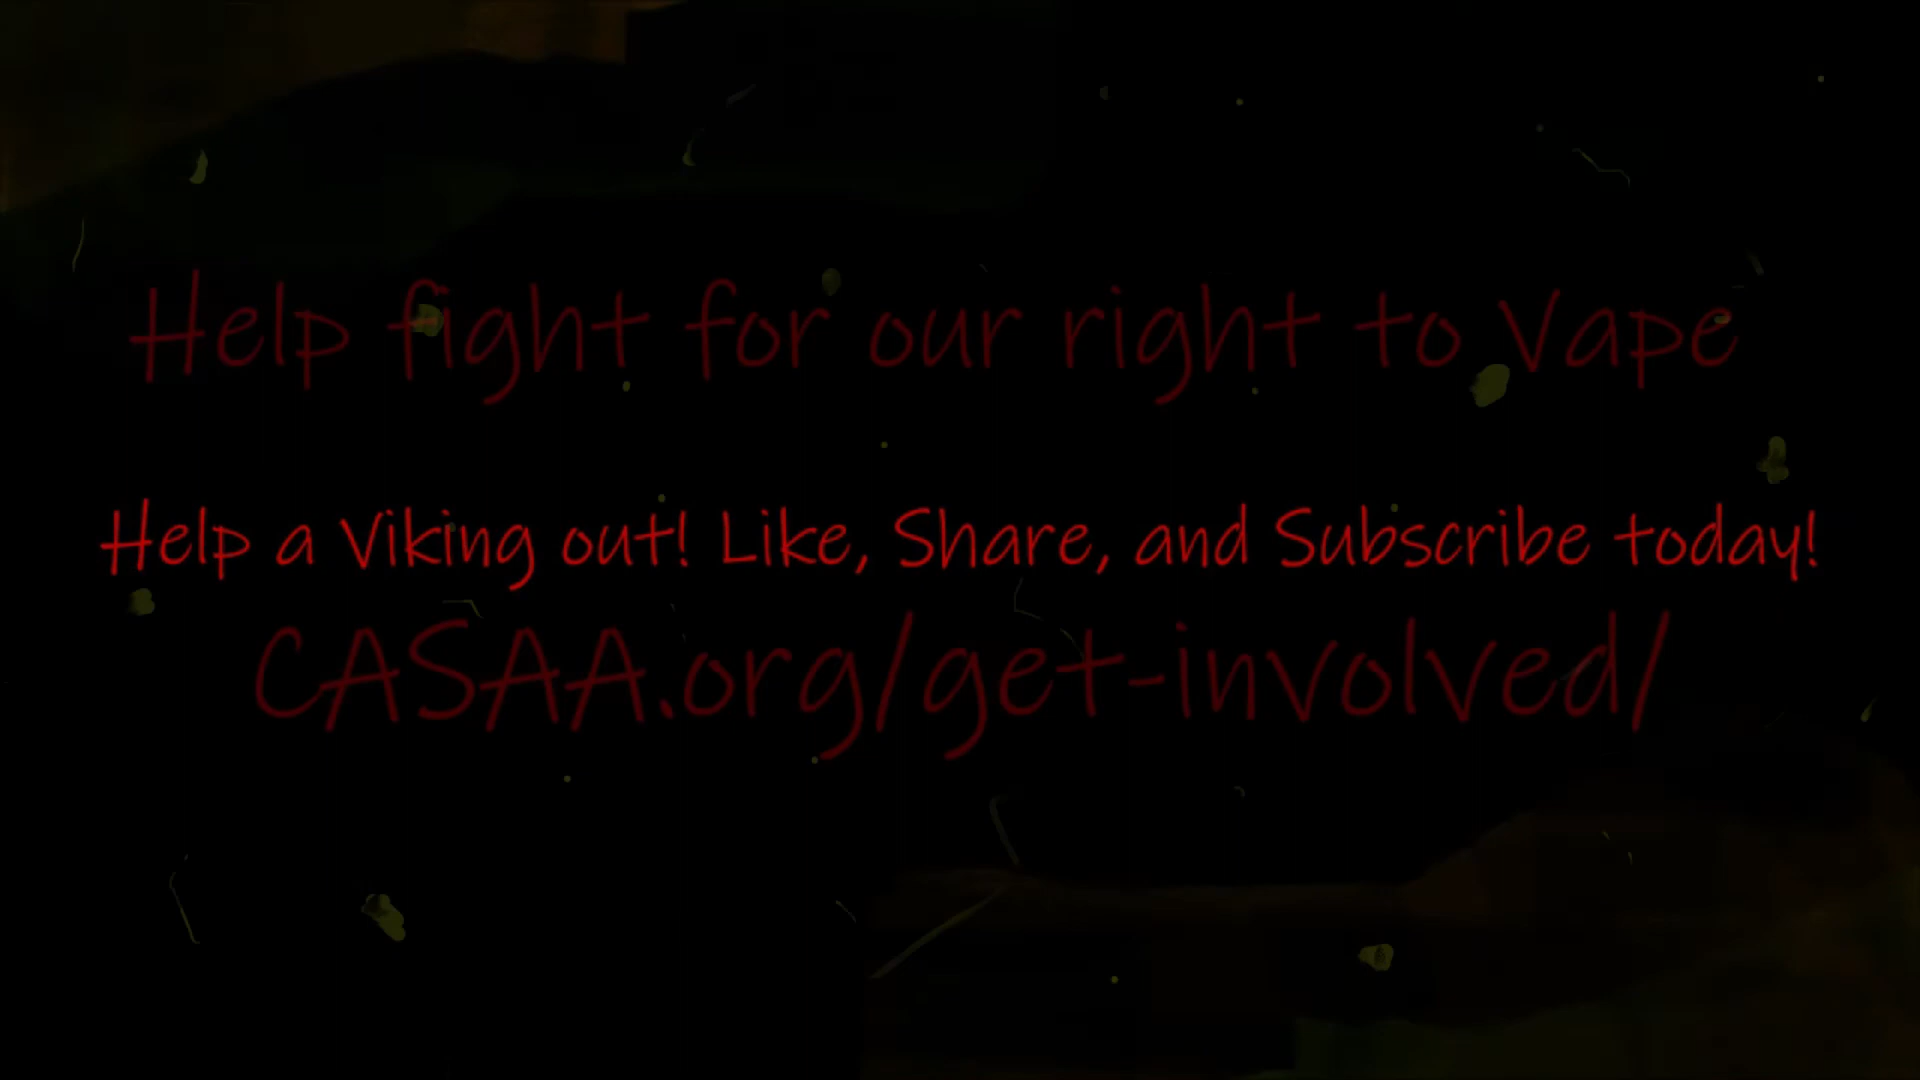 Help fight for our right to Vape
Help a Viking out! Like, Share, and Subscribe today!
CASAA.org/get-involved/